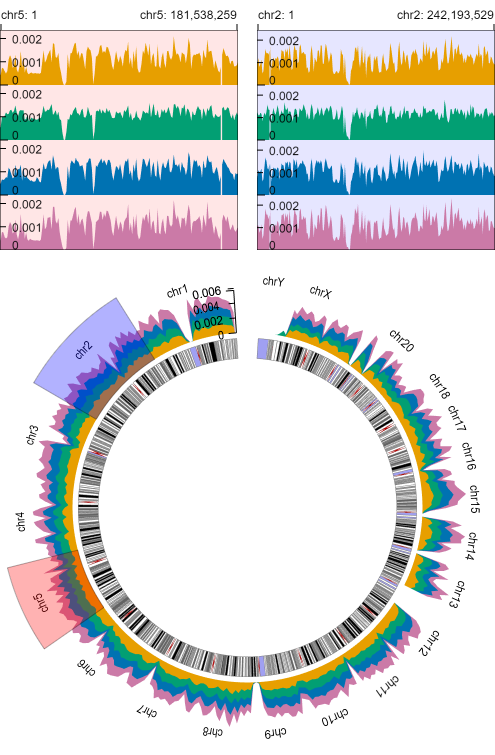 chr5: 1 chr5: 181,538,259 chr2: 1 chr2: 242,193,529
0.002 0.002
0.001 0.001
0 0
0.002 0.002
0.001 0.001
0 0
0.002 0.002
0.001 0.001
0 0
0.002 0.002
0.001 0.001
0 0
chrY
chrX
chr20
chr18
chr17
chr16
chr15
chr14
chr13
chr12
chr11
chr10
chr9
chr8
chr7
chr6
chr5
chr4
chr3
chr2
chr1
0.006
0.004
0.002
0